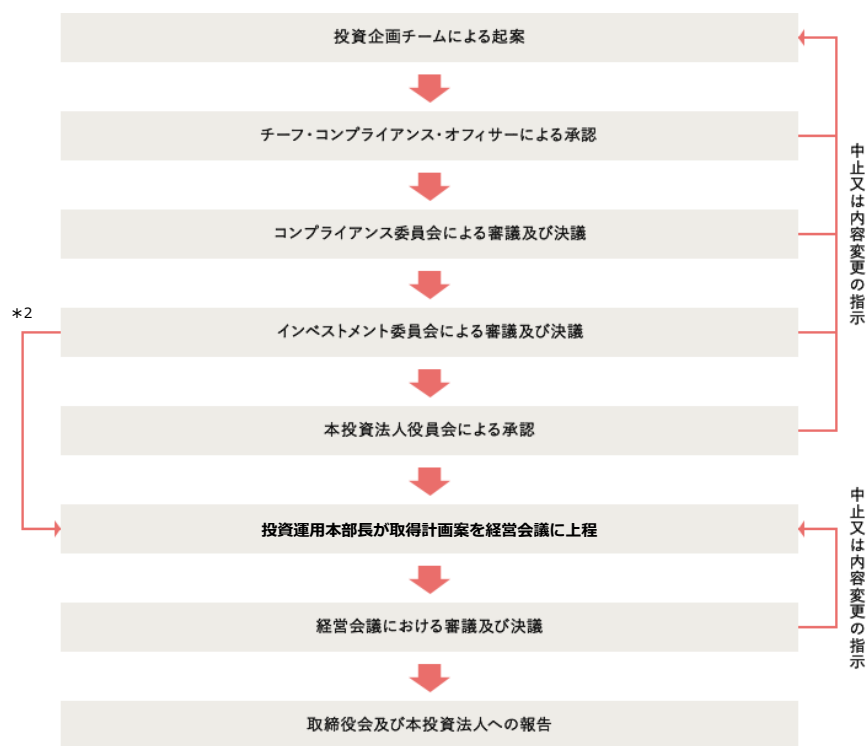 投資企画チームによる起案
チーフ・コンプライアンス・オフィサーによる承認
コンプライアンス委員会による審議及び決議
*2
インベストメント委員会による審議及び決議
本投資法人役員会による承認
中止又は内容変更の指示
投資運用本部長が取得計画案を経営会議に上程
経営会議における審議及び決議
中止又は内容変更の指示
取締役会及び本投資法人への報告